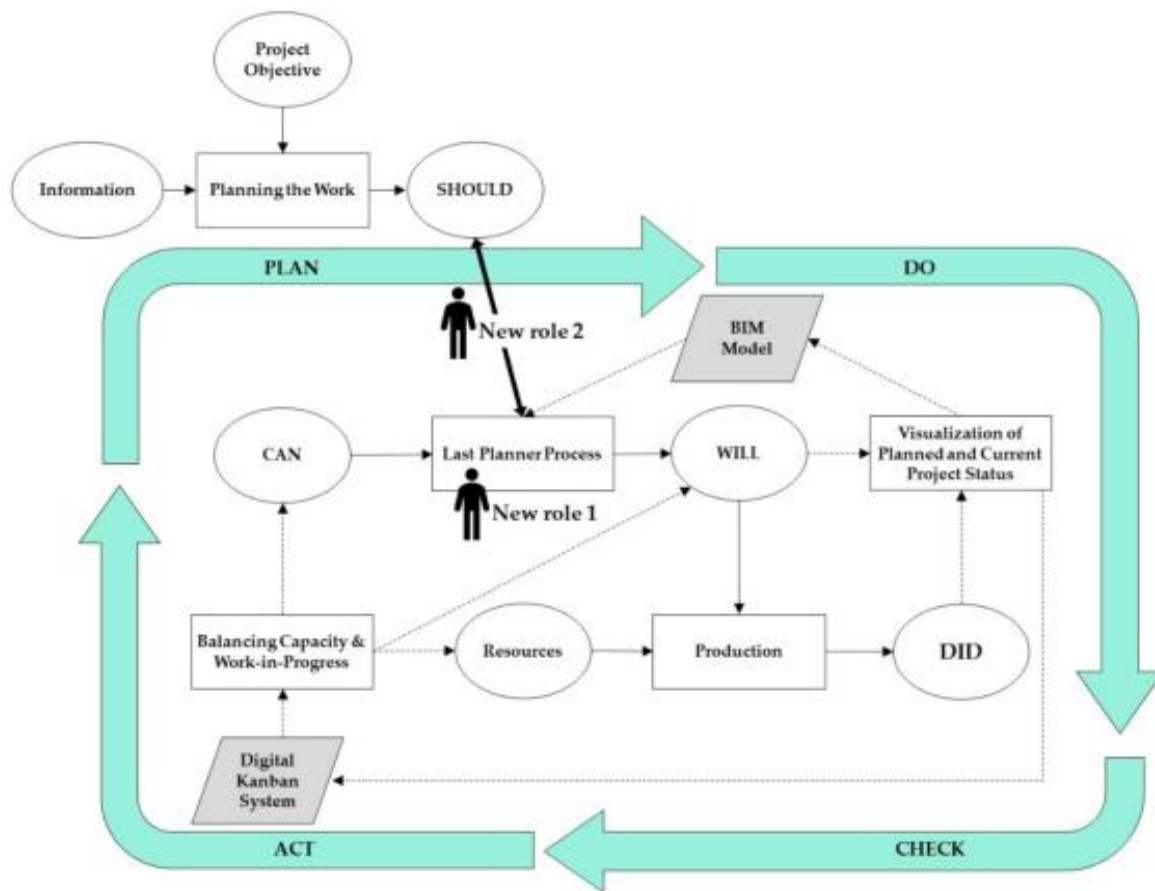 Project
Objective
Information
Planning the Work
SHOULD
PLAN
DO
New role 2
BIM
Model
CAN
Last Planner Process
WILL
Visualization of
Planned and Current
Project Status
New role 1
Balancing Capacity &
Work-in-Progress
Resources
Production
DID
Digital
Kanban
System
ACT
CHECK